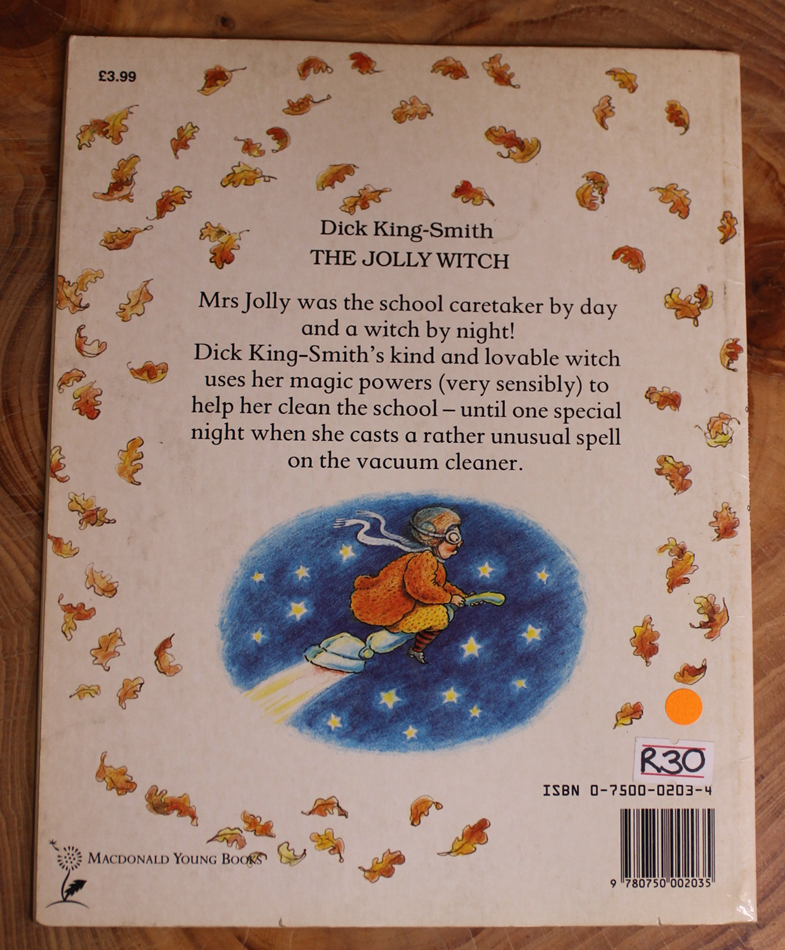 £3.99
Dick King-Smith
THE JOLLY WITCH
Mrs Jolly was the school caretaker by day
and a witch by night!
Dick King-Smith's kind and lovable witch
uses her magic powers (very sensibly) to
help her clean the school – until one special
night when she casts a rather unusual spell
on the vacuum cleaner.
R30
ISBN 0-7500-0203-4
MACDONALD YOUNG BOOKS
9 780750 002035